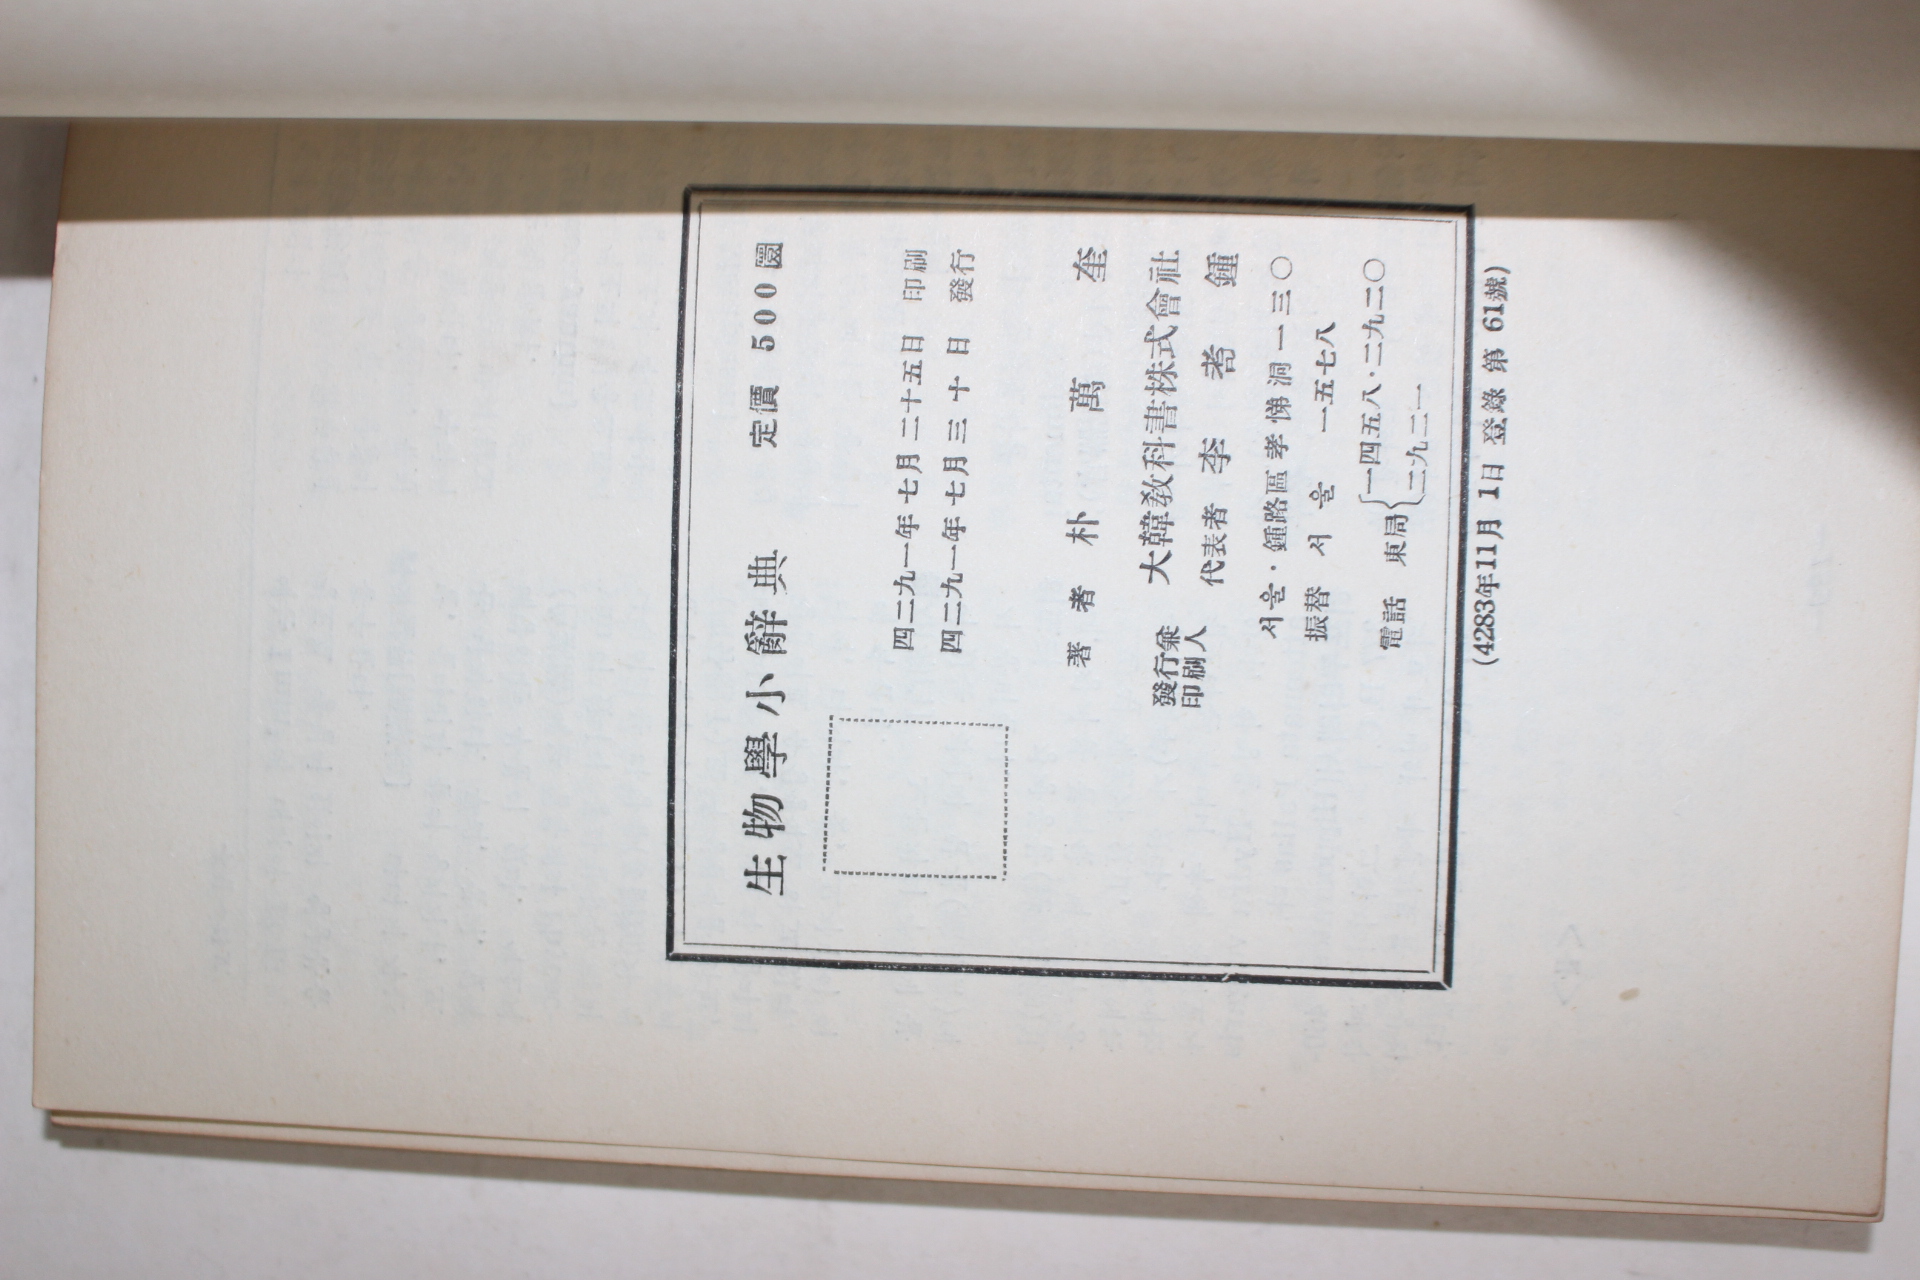 生物學小辭典 定價 500圜
四二九一年 七月 二十五日 印刷
四二九一年 七月 三十日 發行
著者 朴萬奎
發行兼
印刷人
大韓敎科書株式會社
代表者 李耉鍾
서울·鍾路區孝悌洞一三〇
振替 서울 一五七八
電話 東局{一四五八·二九二〇
二九二一
(4283年11月 1日 登錄 第 61號)